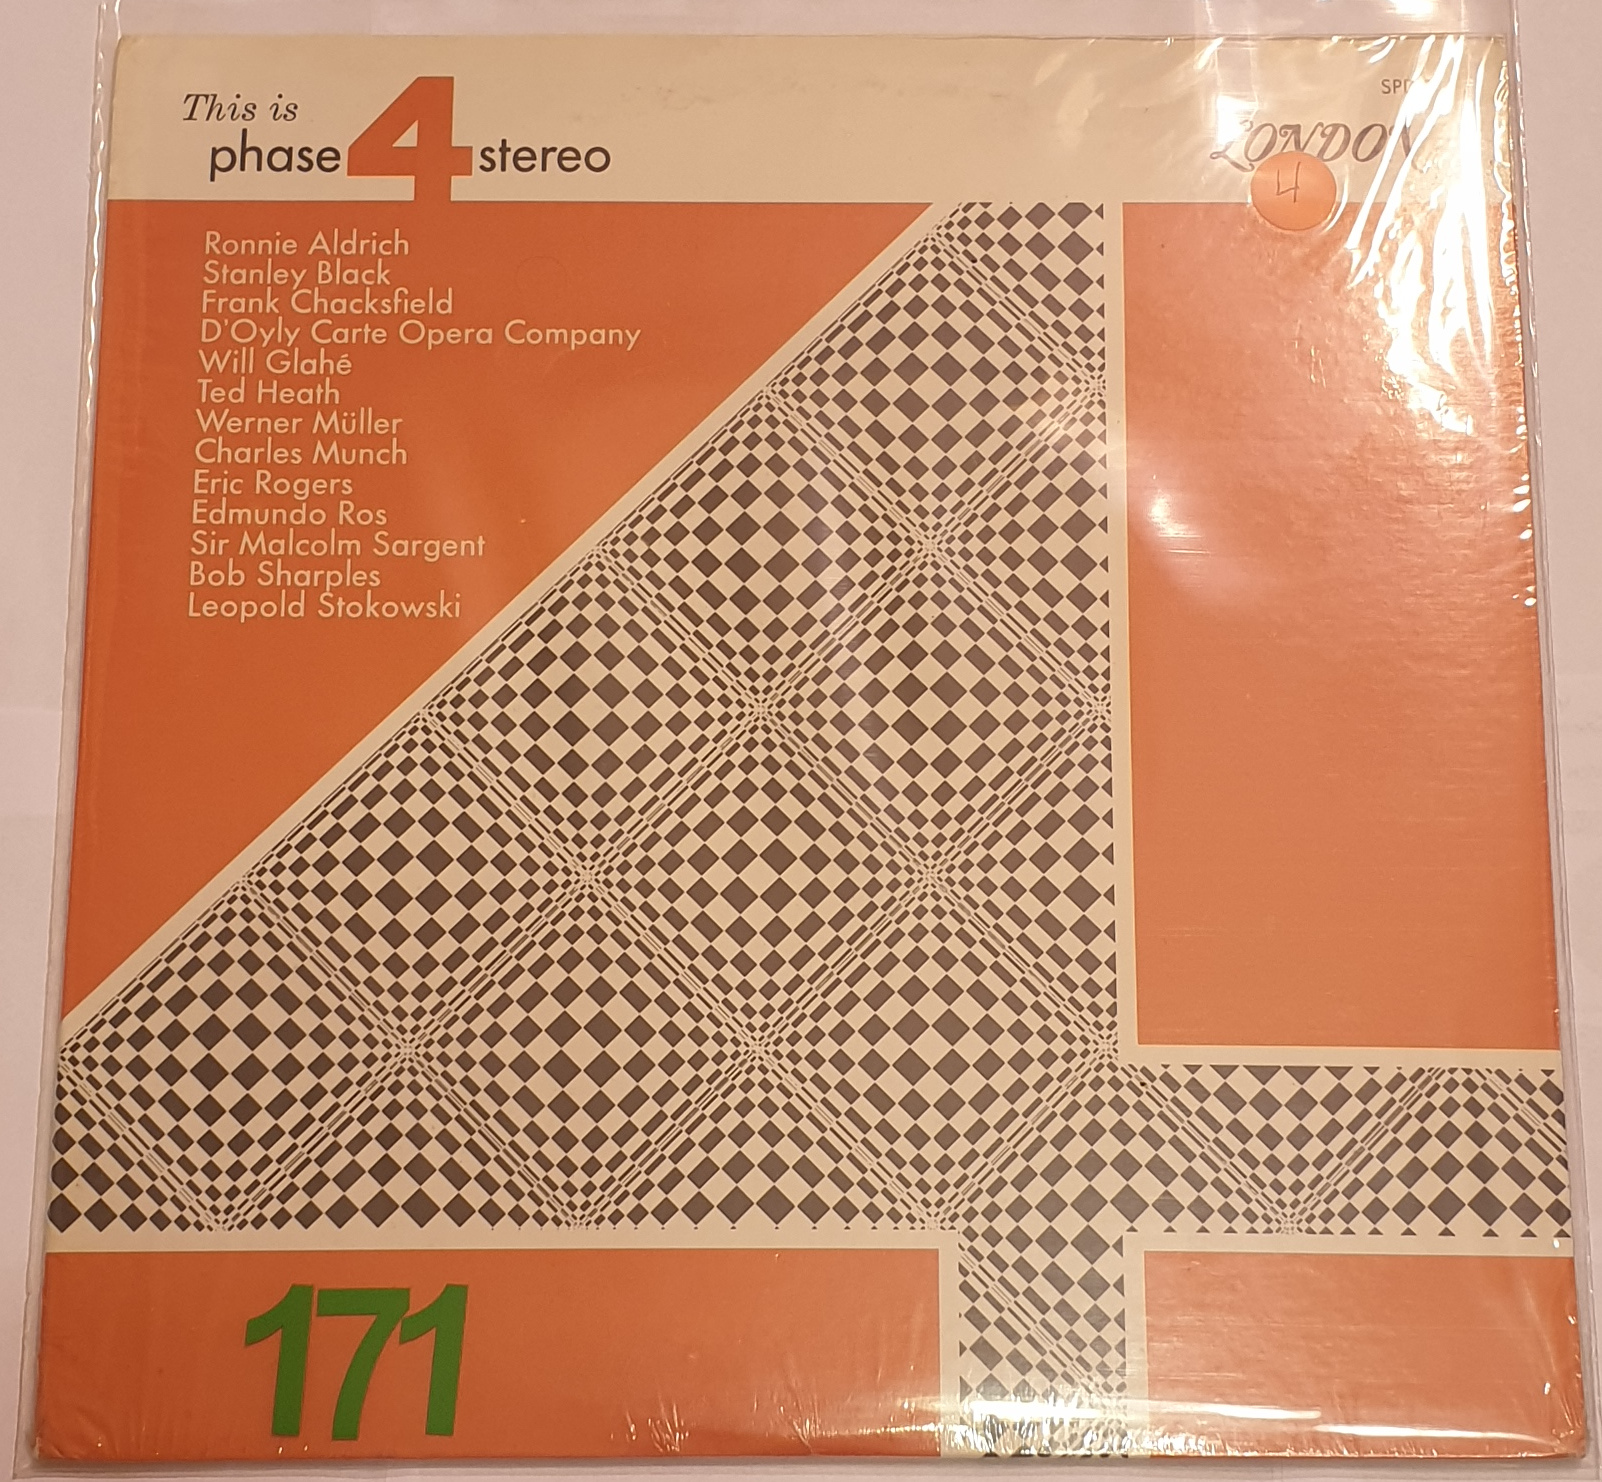 This is
phase 4 stereo
LONDON
4
Ronnie Aldrich
Stanley Black
Frank Chacksfield
D'Oyly Carte Opera Company
Will Glahé
Ted Heath
Werner Müller
Charles Munch
Eric Rogers
Edmundo Ros
Sir Malcolm Sargent
Bob Sharples
Leopold Stokowski
171